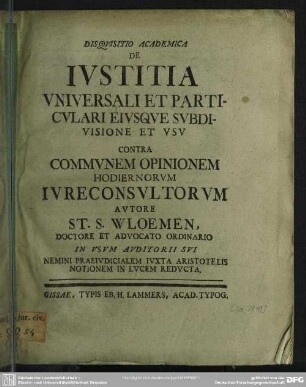 DISQVISITIO ACADEMICA
DE
IVSTITIA
VNIVERSALI ET PARTI-
CVLARI EIVSQVE SVBDI-
VISIONE ET VSV
CONTRA
COMMVNEM OPINIONEM
HODIERNORVM
IVRECONSVLTORVM
AVTORE
ST. S. WLOEMEN,
DOCTORE ET ADVOCATO ORDINARIO
IN VSVM AVDITORII SVI
NEMINI PRAEIVDICIALEM IVXTA ARISTOTELIS
NOTIONEM IN LVCEM REDVCTA.
GISSAE, TYPIS EB. H. LAMMERS, ACAD. TYPOG.
DFG